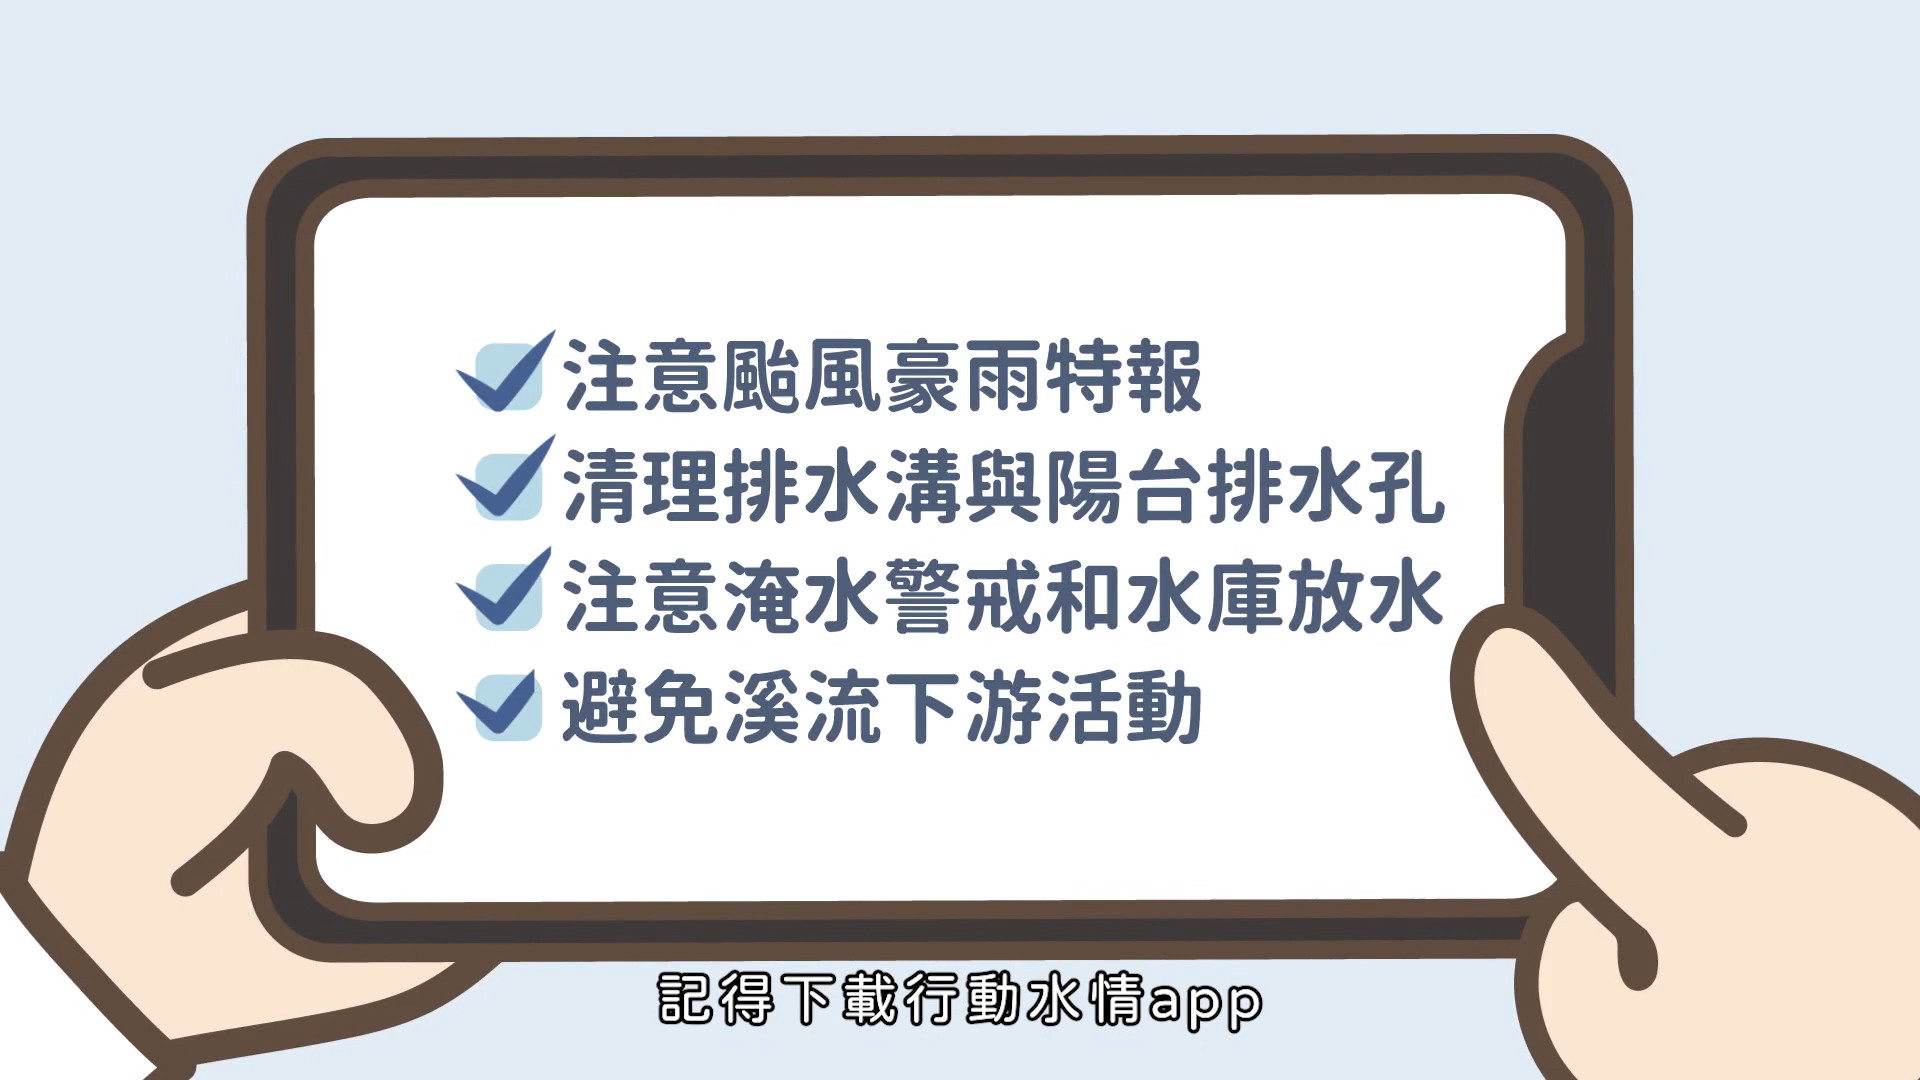 注意颱風豪雨特報
清理排水溝與陽台排水孔
注意淹水警戒和水庫放水
避免溪流下游活動
記得下載行動水情app